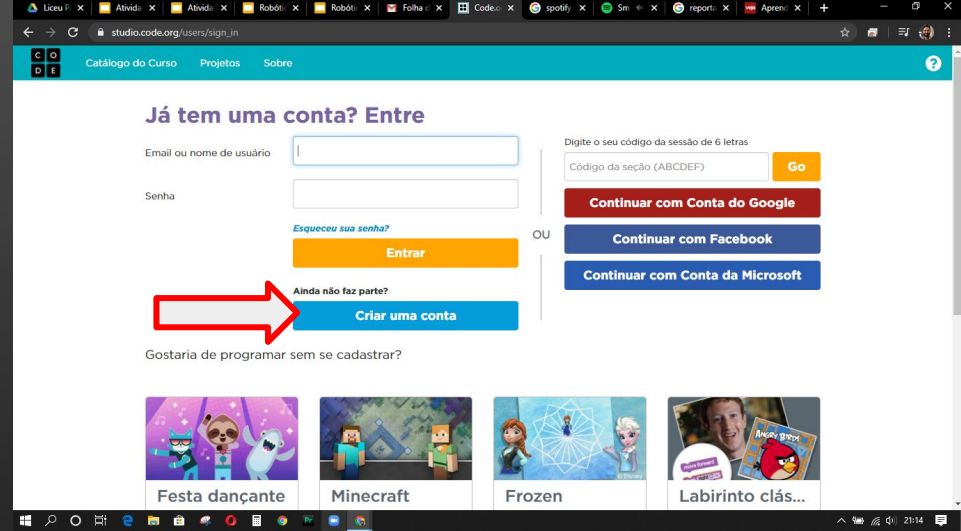 Liceu P
Ativida
Ativida
Robótic
Robótic
Folha d
Code.o
spotify
Sm
reporta
Aprend
studio.code.org/users/sign_in
C O
D E
Catálogo do Curso
Projetos
Sobre
Já tem uma conta? Entre
Email ou nome de usuário
Senha
Esqueceu sua senha?
Entrar
Ainda não faz parte?
Criar uma conta
OU
Digite o seu código da sessão de 6 letras
Código da seção (ABCDEF)
Go
Continuar com Conta do Google
Continuar com Facebook
Continuar com Conta da Microsoft
Gostaria de programar sem se cadastrar?
ANGRY BIRDS
Festa dançante
Minecraft
Frozen
Labirinto clás...
21:14